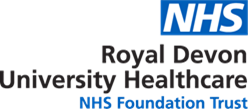 NHS
Royal Devon
University Healthcare
NHS Foundation Trust